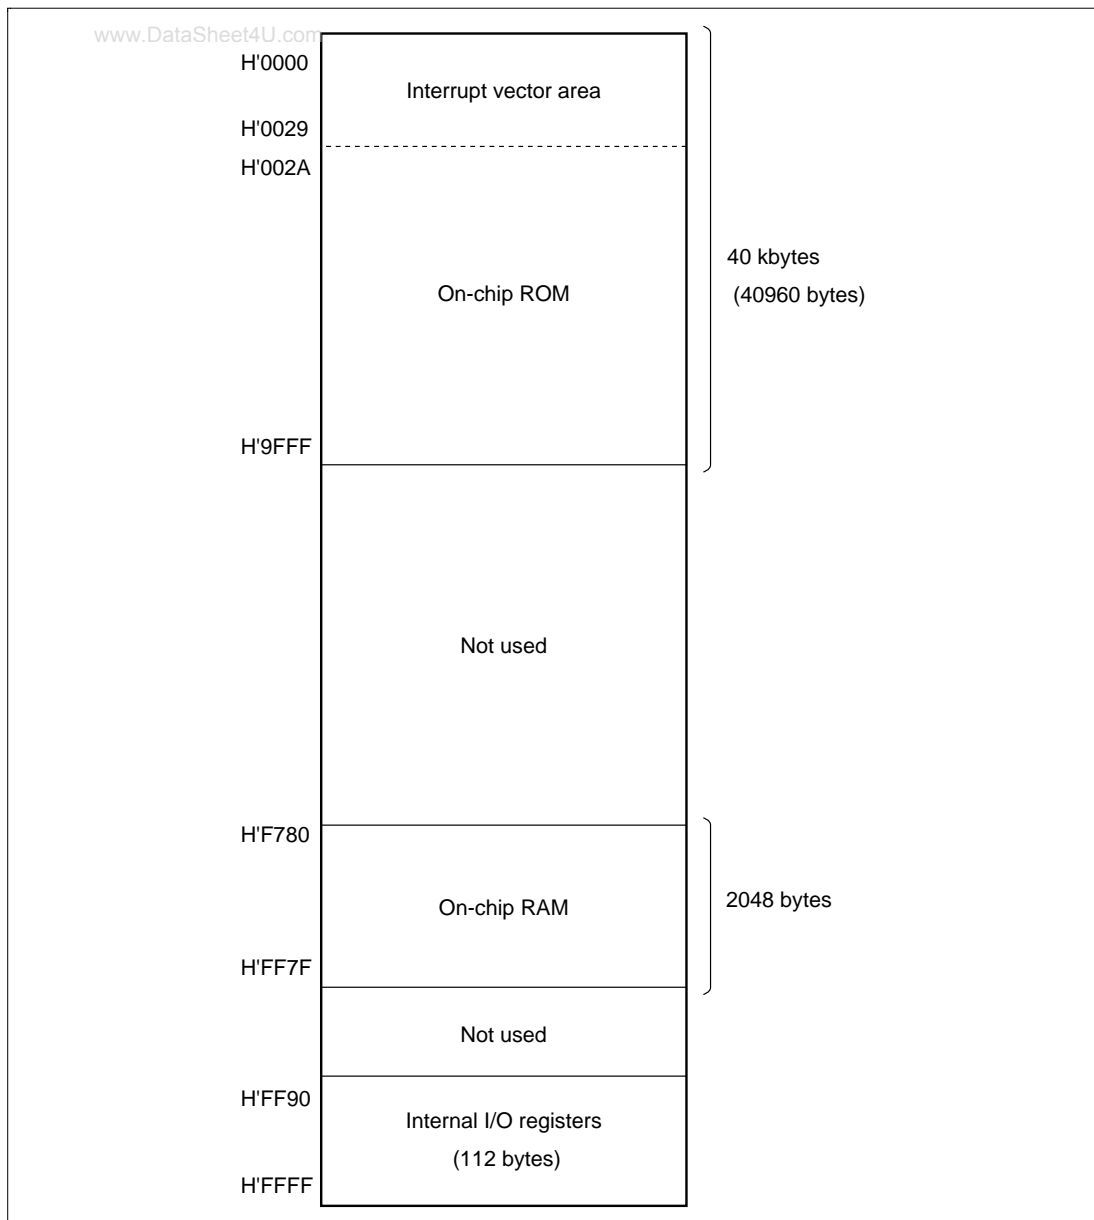 www.DataSheet4U.com
H'0000
Interrupt vector area
H'0029
H'002A
40 kbytes
On-chip ROM
(40960 bytes)
H'9FFF
Not used
H'F780
On-chip RAM
2048 bytes
H'FF7F
Not used
H'FF90
Internal I/O registers
(112 bytes)
H'FFFF